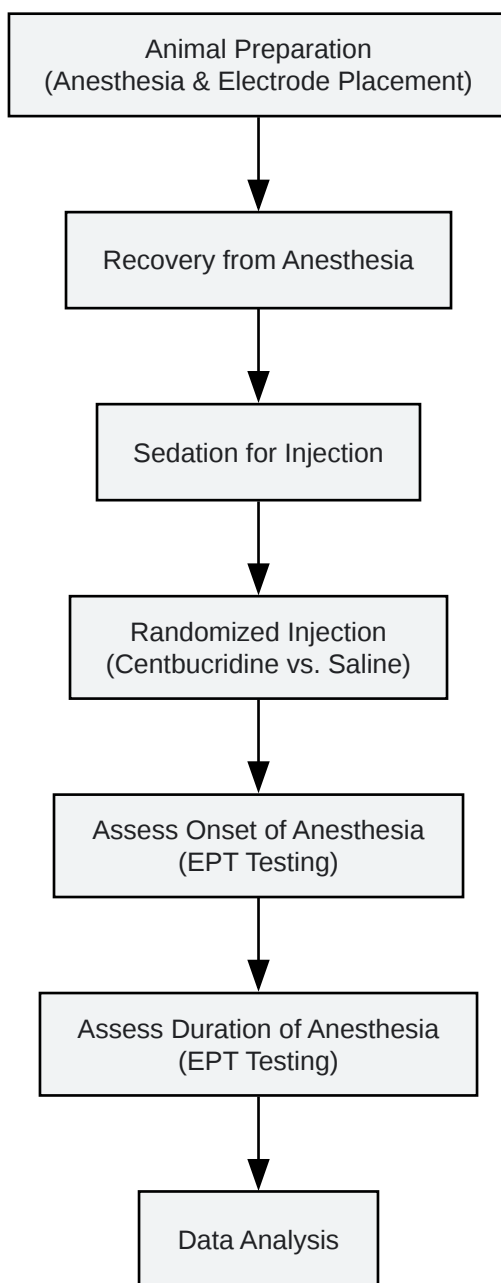 Animal Preparation
(Anesthesia & Electrode Placement)
Recovery from Anesthesia
Sedation for Injection
Randomized Injection
(Centbucridine vs. Saline)
Assess Onset of Anesthesia
(EPT Testing)
Assess Duration of Anesthesia
(EPT Testing)
Data Analysis